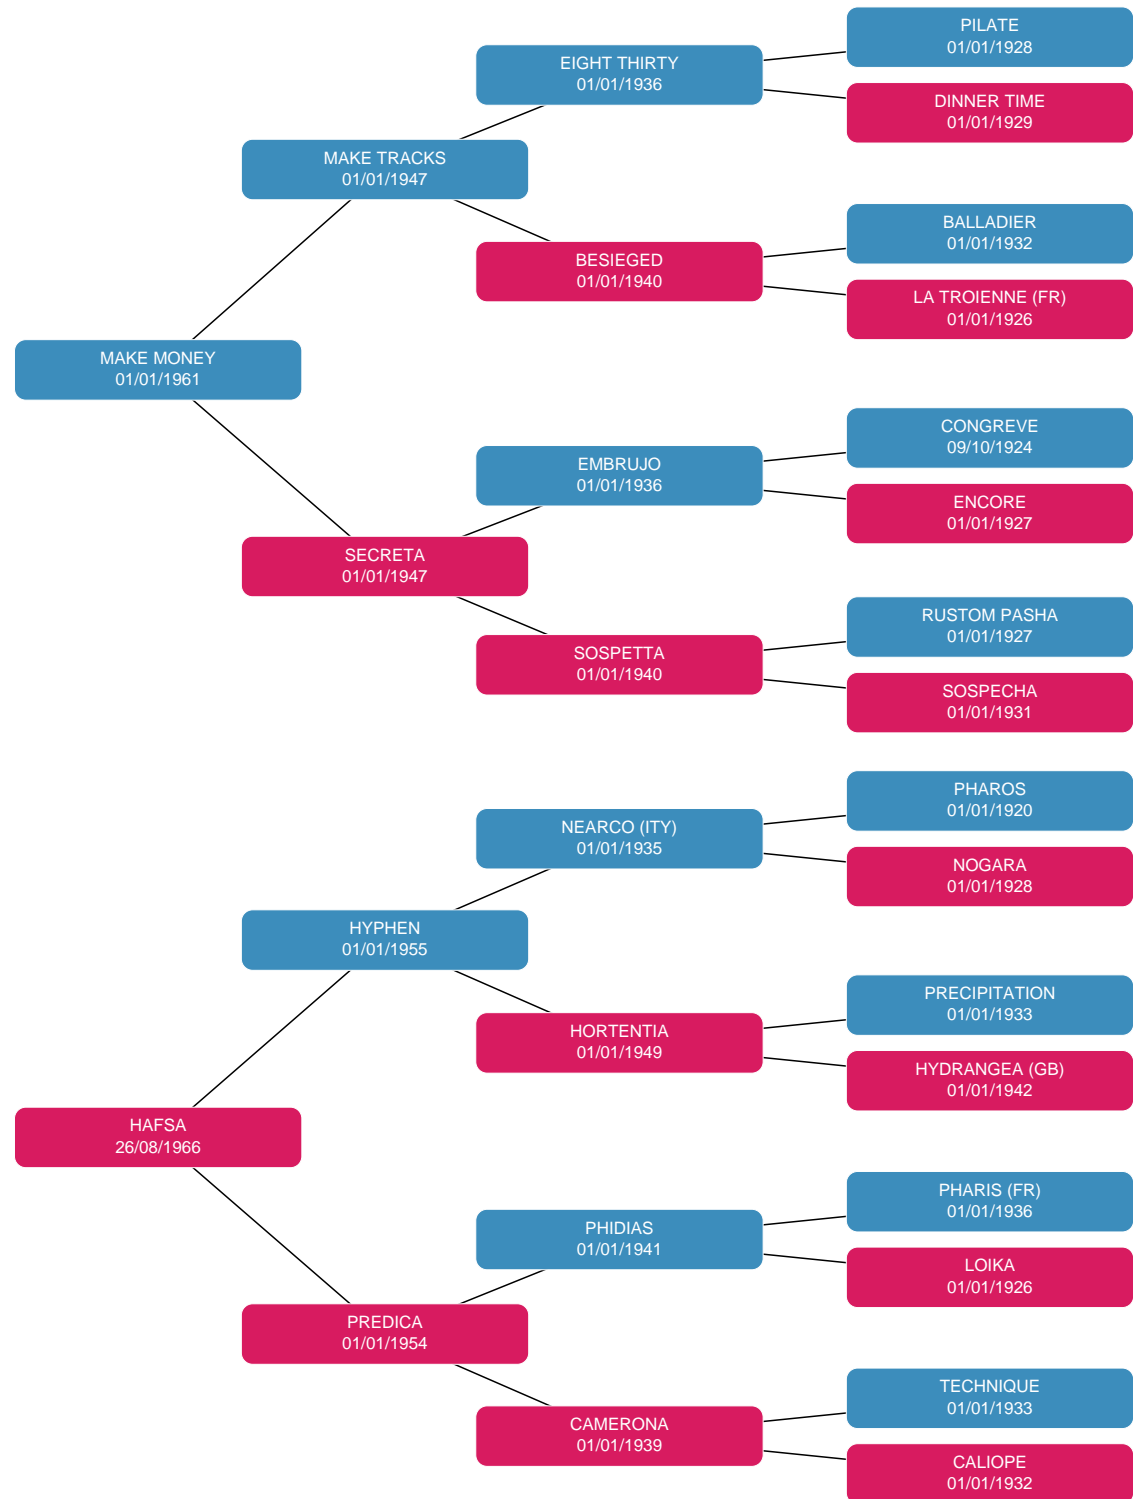 PILATE
01/01/1928
EIGHT THIRTY
01/01/1936
DINNER TIME
01/01/1929
MAKE TRACKS
01/01/1947
BALLADIER
01/01/1932
BESIEGED
01/01/1940
LA TROIENNE (FR)
01/01/1926
MAKE MONEY
01/01/1961
CONGREVE
09/10/1924
EMBRUJO
01/01/1936
ENCORE
01/01/1927
SECRETA
01/01/1947
RUSTOM PASHA
01/01/1927
SOSPETTA
01/01/1940
SOSPECHA
01/01/1931
PHAROS
01/01/1920
NEARCO (ITY)
01/01/1935
NOGARA
01/01/1928
HYPHEN
01/01/1955
PRECIPITATION
01/01/1933
HORTENTIA
01/01/1949
HYDRANGEA (GB)
01/01/1942
HAFSA
26/08/1966
PHARIS (FR)
01/01/1936
PHIDIAS
01/01/1941
LOIKA
01/01/1926
PREDICA
01/01/1954
TECHNIQUE
01/01/1933
CAMERONA
01/01/1939
CALIOPE
01/01/1932